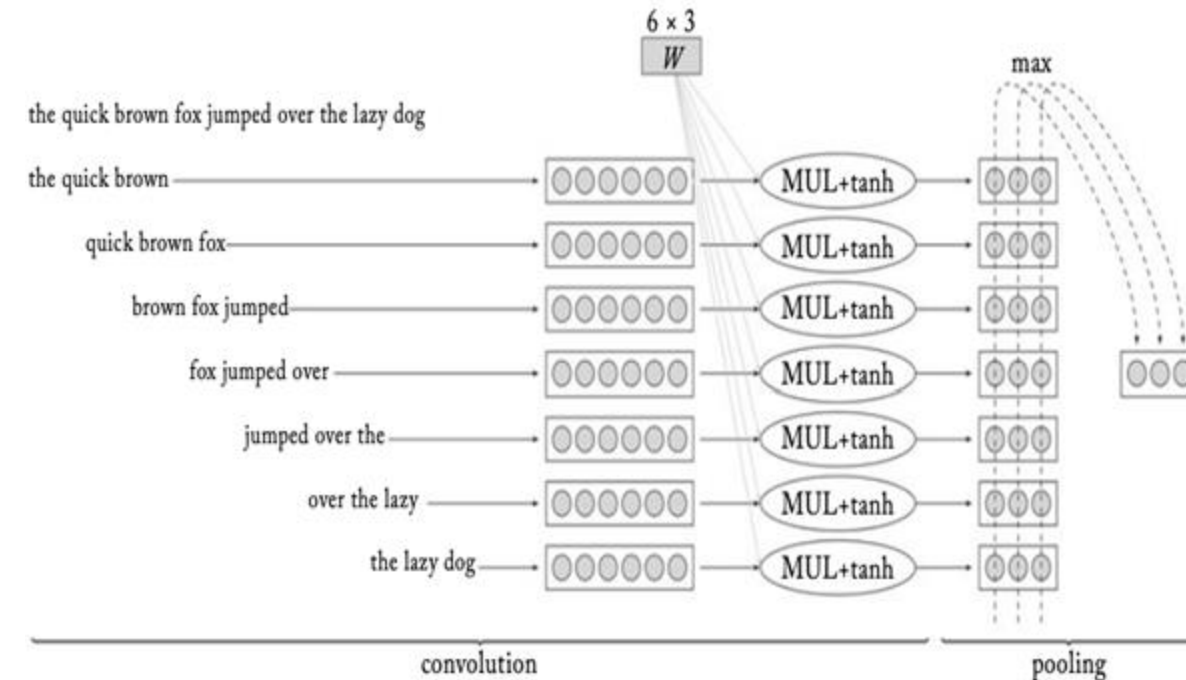 6 × 3
W
max
the quick brown fox jumped over the lazy dog
the quick brown
MUL+tanh
quick brown fox
MUL+tanh
brown fox jumped
MUL+tanh
fox jumped over
MUL+tanh
jumped over the
MUL+tanh
over the lazy
MUL+tanh
the lazy dog
MUL+tanh
convolution
pooling